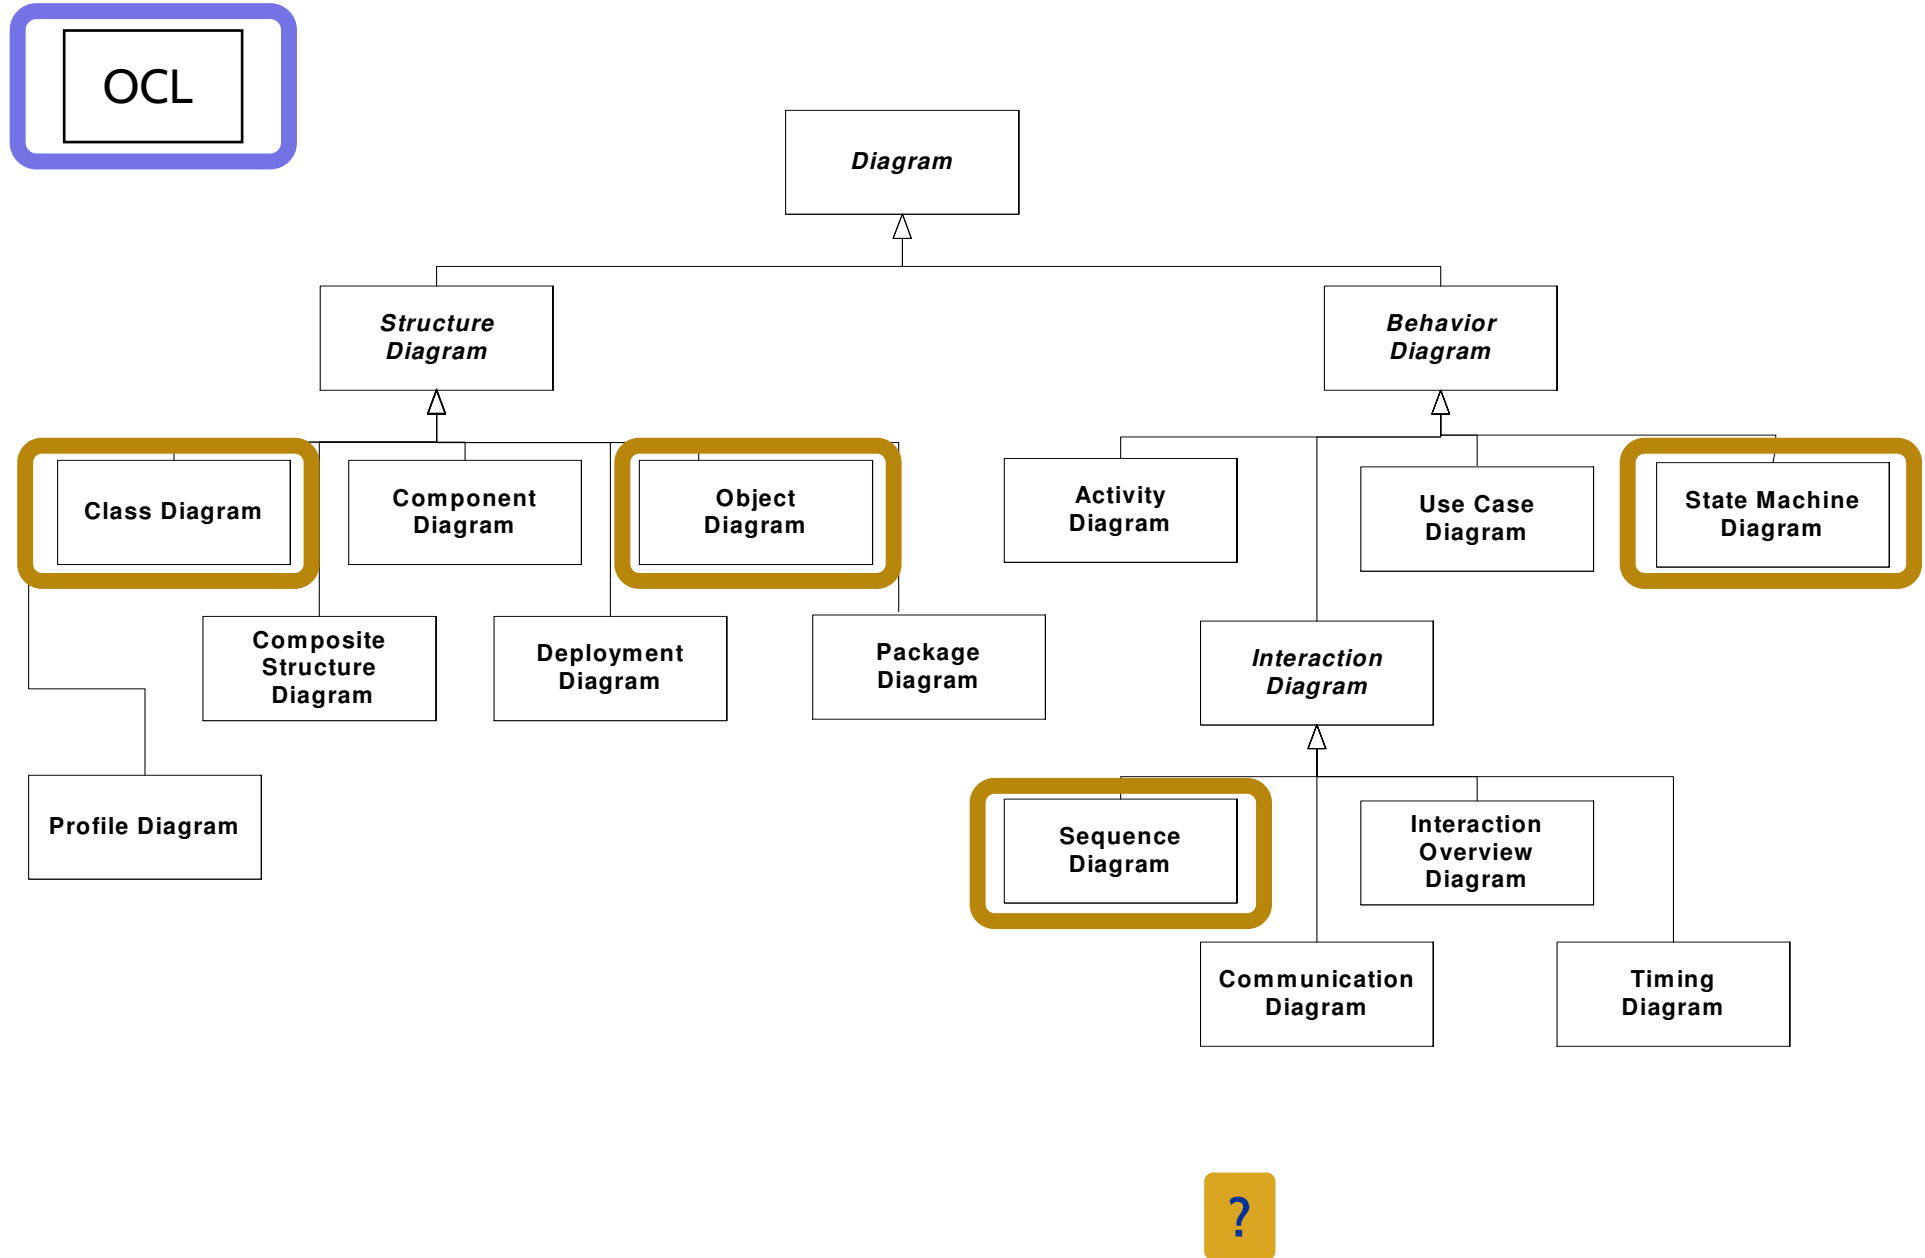 OCL
Diagram
Structure
Diagram
Behavior
Diagram
Class Diagram
Component
Diagram
Object
Diagram
Activity
Diagram
Use Case
Diagram
State Machine
Diagram
Composite
Structure
Diagram
Deployment
Diagram
Package
Diagram
Interaction
Diagram
Profile Diagram
Sequence
Diagram
Interaction
Overview
Diagram
Communication
Diagram
Timing
Diagram
?